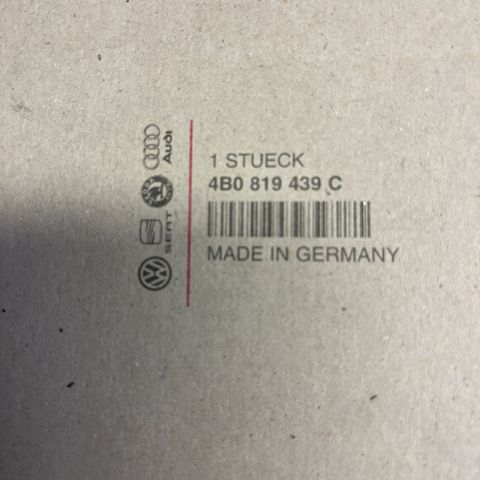 1 STUECK
4B0 819 439 C
MADE IN GERMANY
Audi
SEAT